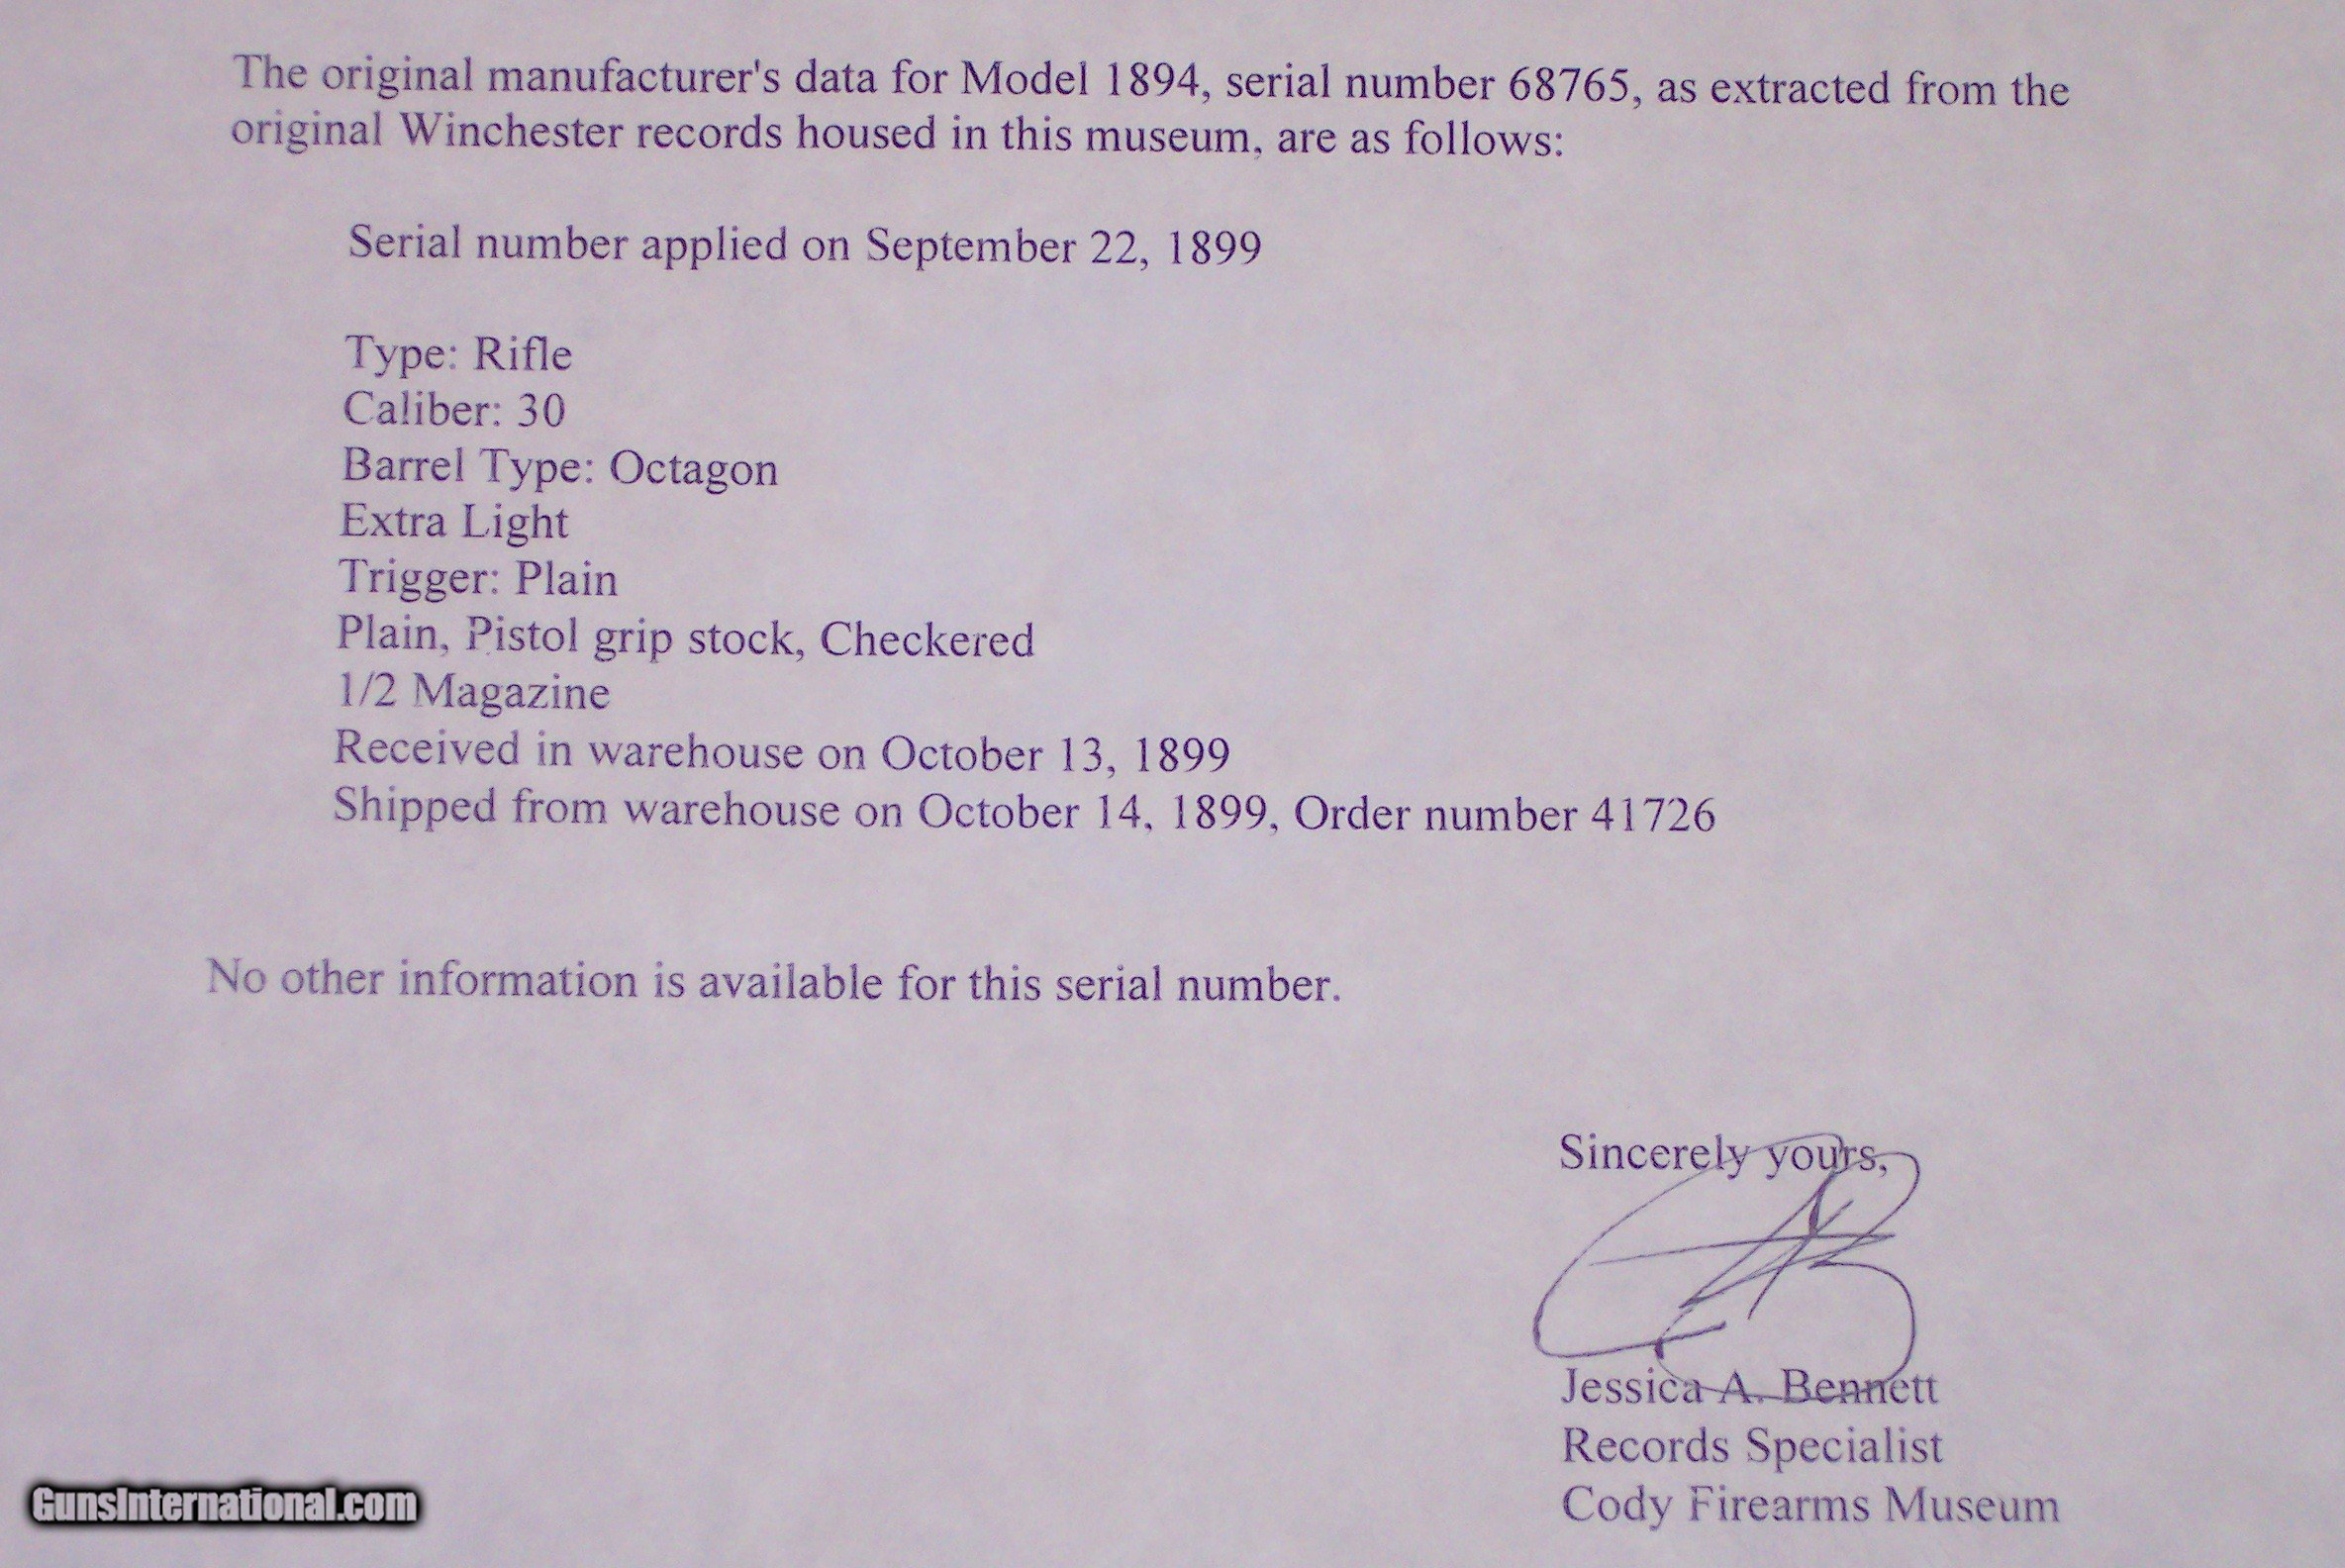 The original manufacturer's data for Model 1894, serial number 68765, as extracted from the
original Winchester records housed in this museum, are as follows:
Serial number applied on September 22, 1899
Type: Rifle
Caliber: 30
Barrel Type: Octagon
Extra Light
Trigger: Plain
Plain, Pistol grip stock, Checkered
1/2 Magazine
Received in warehouse on October 13, 1899
Shipped from warehouse on October 14, 1899, Order number 41726
No other information is available for this serial number.
Sincerely yours,
Jessica A. Bennett
Records Specialist
Cody Firearms Museum
GunsInternational.com